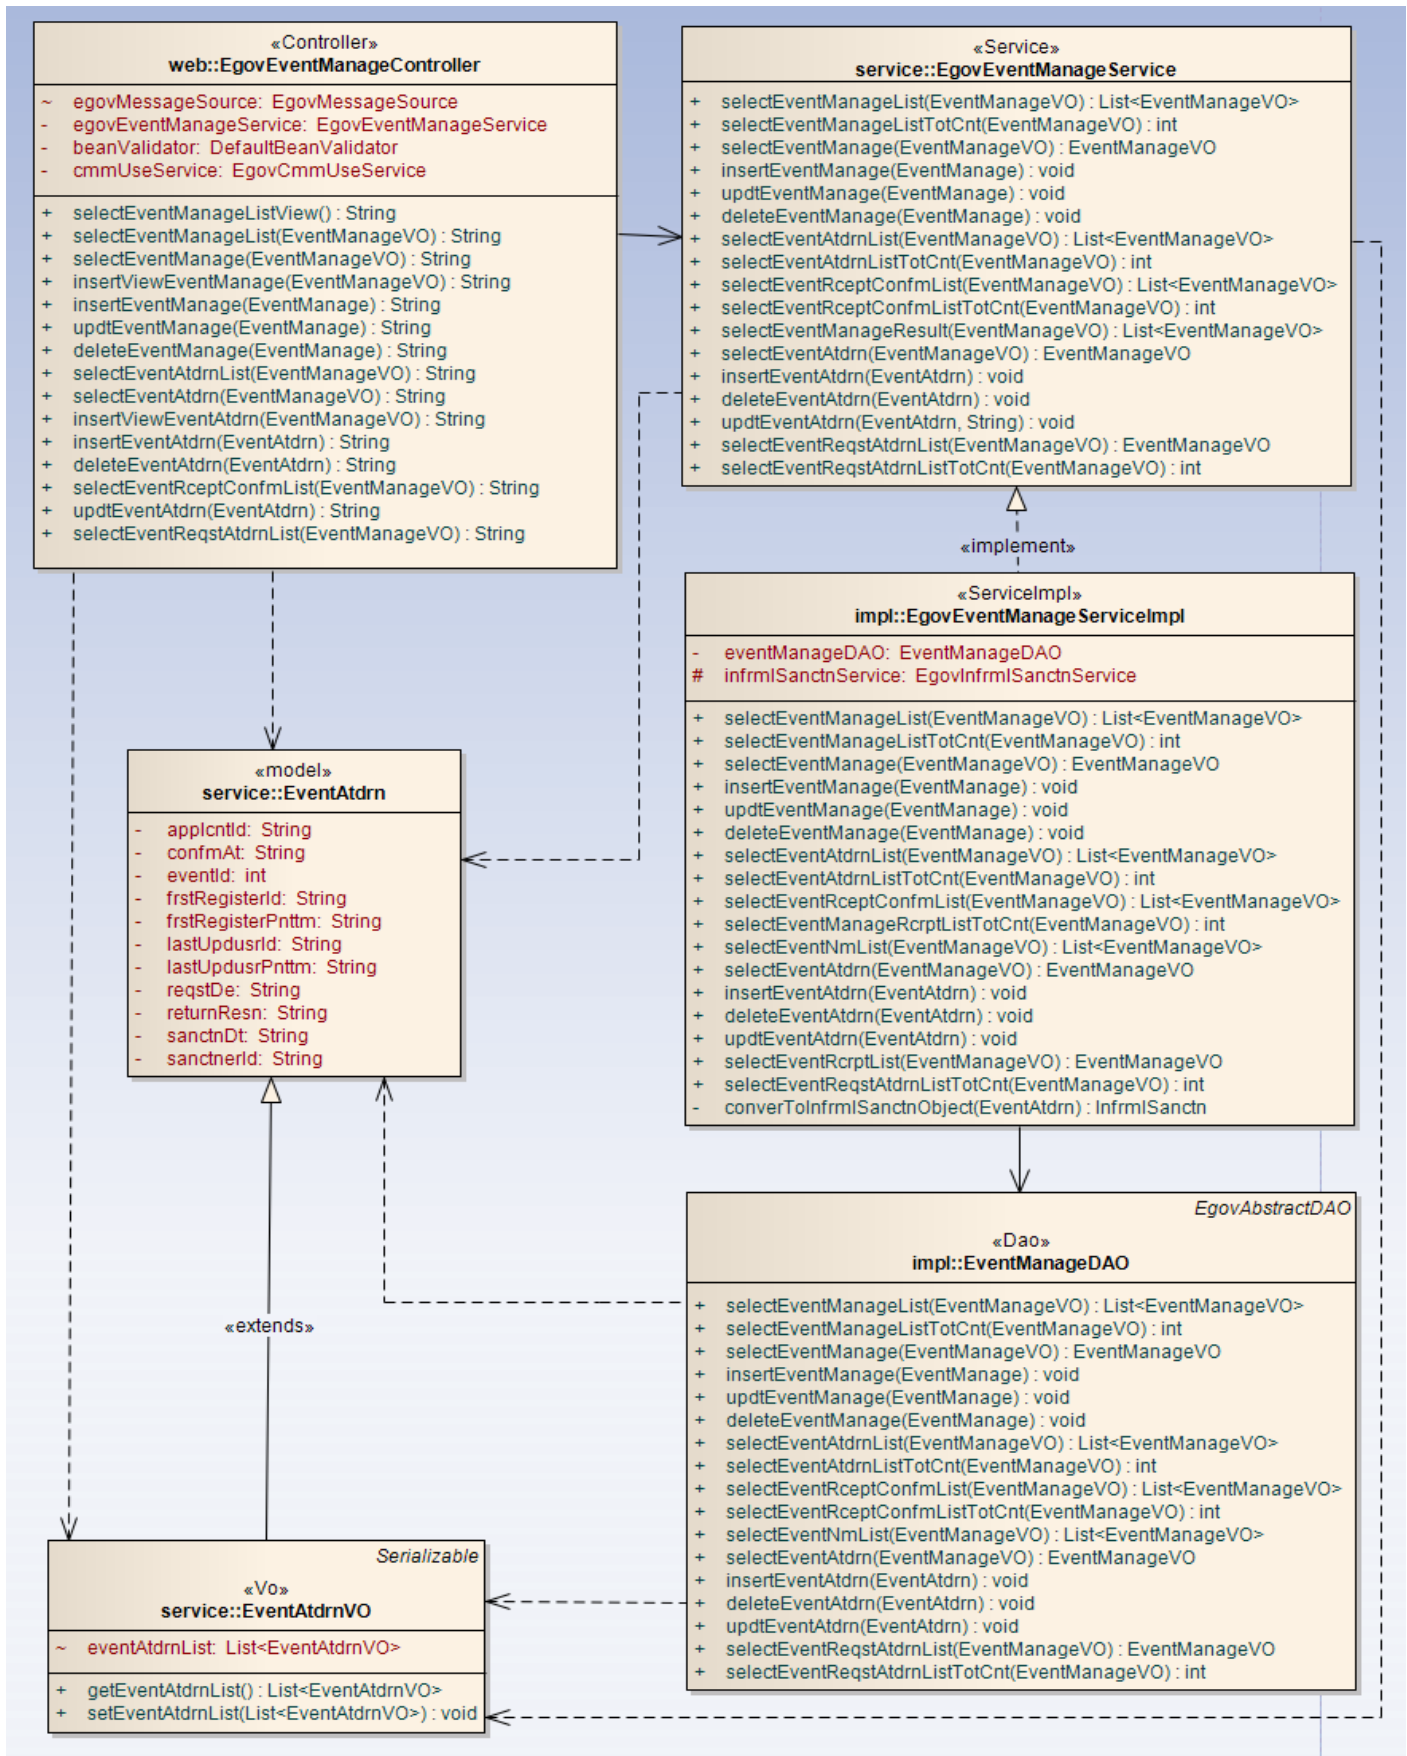 «Controller»
web::EgovEventManageController
~ egovMessageSource: EgovMessageSource
- egovEventManageService: EgovEventManageService
- beanValidator: DefaultBeanValidator
- cmmUseService: EgovCmmUseService
+ selectEventManageListView() : String
+ selectEventManageList(EventManageVO) : String
+ selectEventManage(EventManageVO) : String
+ insertViewEventManage(EventManageVO) : String
+ insertEventManage(EventManage) : String
+ updtEventManage(EventManage) : String
+ deleteEventManage(EventManage) : String
+ selectEventAtdrnList(EventManageVO) : String
+ selectEventAtdrn(EventManageVO) : String
+ insertViewEventAtdrn(EventManageVO) : String
+ insertEventAtdrn(EventAtdrn) : String
+ deleteEventAtdrn(EventAtdrn) : String
+ selectEventRceptConfmList(EventManageVO) : String
+ updtEventAtdrn(EventAtdrn) : String
+ selectEventReqstAtdrnList(EventManageVO) : String
«Service»
service::EgovEventManageService
+ selectEventManageList(EventManageVO) : List<EventManageVO>
+ selectEventManageListTotCnt(EventManageVO) : int
+ selectEventManage(EventManageVO) : EventManageVO
+ insertEventManage(EventManage) : void
+ updtEventManage(EventManage) : void
+ deleteEventManage(EventManage) : void
+ selectEventAtdrnList(EventManageVO) : List<EventManageVO>
+ selectEventAtdrnListTotCnt(EventManageVO) : int
+ selectEventRceptConfmList(EventManageVO) : List<EventManageVO>
+ selectEventRceptConfmListTotCnt(EventManageVO) : int
+ selectEventManageResult(EventManageVO) : List<EventManageVO>
+ selectEventAtdrn(EventManageVO) : EventManageVO
+ insertEventAtdrn(EventAtdrn) : void
+ deleteEventAtdrn(EventAtdrn) : void
+ updtEventAtdrn(EventAtdrn, String) : void
+ selectEventReqstAtdrnList(EventManageVO) : EventManageVO
+ selectEventReqstAtdrnListTotCnt(EventManageVO) : int
«implement»
«ServiceImpl»
impl::EgovEventManageServiceImpl
- eventManageDAO: EventManageDAO
# infrmlSanctnService: EgovInfrmlSanctnService
+ selectEventManageList(EventManageVO) : List<EventManageVO>
+ selectEventManageListTotCnt(EventManageVO) : int
+ selectEventManage(EventManageVO) : EventManageVO
+ insertEventManage(EventManage) : void
+ updtEventManage(EventManage) : void
+ deleteEventManage(EventManage) : void
+ selectEventAtdrnList(EventManageVO) : List<EventManageVO>
+ selectEventAtdrnListTotCnt(EventManageVO) : int
+ selectEventRceptConfmList(EventManageVO) : List<EventManageVO>
+ selectEventManageRcrptListTotCnt(EventManageVO) : int
+ selectEventNmList(EventManageVO) : List<EventManageVO>
+ selectEventAtdrn(EventManageVO) : EventManageVO
+ insertEventAtdrn(EventAtdrn) : void
+ deleteEventAtdrn(EventAtdrn) : void
+ updtEventAtdrn(EventAtdrn) : void
+ selectEventRcrptList(EventManageVO) : EventManageVO
+ selectEventReqstAtdrnListTotCnt(EventManageVO) : int
- converToInfrmlSanctnObject(EventAtdrn) : InfrmlSanctn
«model»
service::EventAtdrn
- applcntId: String
- confmAt: String
- eventId: int
- frstRegisterId: String
- frstRegisterPnttm: String
- lastUpdusrId: String
- lastUpdusrPnttm: String
- reqstDe: String
- returnResn: String
- sanctnDt: String
- sanctnerId: String
«extends»
EgovAbstractDAO
«Dao»
impl::EventManageDAO
+ selectEventManageList(EventManageVO) : List<EventManageVO>
+ selectEventManageListTotCnt(EventManageVO) : int
+ selectEventManage(EventManageVO) : EventManageVO
+ insertEventManage(EventManage) : void
+ updtEventManage(EventManage) : void
+ deleteEventManage(EventManage) : void
+ selectEventAtdrnList(EventManageVO) : List<EventManageVO>
+ selectEventAtdrnListTotCnt(EventManageVO) : int
+ selectEventRceptConfmList(EventManageVO) : List<EventManageVO>
+ selectEventRceptConfmListTotCnt(EventManageVO) : int
+ selectEventNmList(EventManageVO) : List<EventManageVO>
+ selectEventAtdrn(EventManageVO) : EventManageVO
+ insertEventAtdrn(EventAtdrn) : void
+ deleteEventAtdrn(EventAtdrn) : void
+ updtEventAtdrn(EventAtdrn) : void
+ selectEventReqstAtdrnList(EventManageVO) : EventManageVO
+ selectEventReqstAtdrnListTotCnt(EventManageVO) : int
Serializable
«Vo»
service::EventAtdrnVO
~ eventAtdrnList: List<EventAtdrnVO>
+ getEventAtdrnList() : List<EventAtdrnVO>
+ setEventAtdrnList(List<EventAtdrnVO>) : void